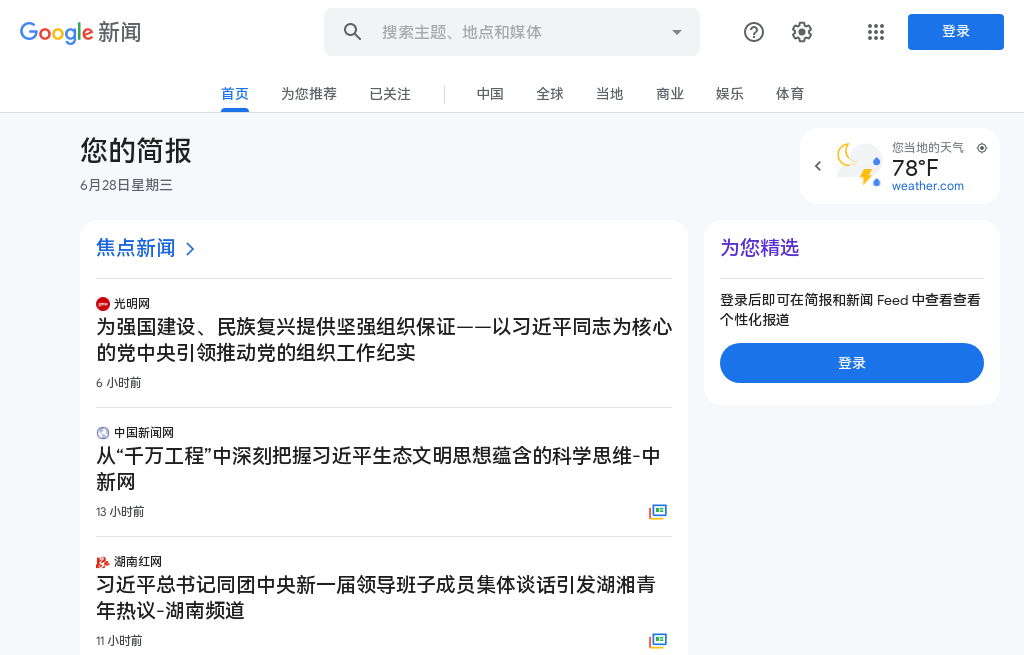 Google 新闻
搜索主题、地点和媒体
登录
首页
为您推荐
已关注
中国
全球
当地
商业
娱乐
体育
您的简报
6月28日星期三
您当地的天气
78°F
weather.com
焦点新闻
光明网
为强国建设、民族复兴提供坚强组织保证——以习近平同志为核心
的党中央引领推动党的组织工作纪实
6 小时前
中国新闻网
从“千万工程”中深刻把握习近平生态文明思想蕴含的科学思维-中
新网
13 小时前
湖南红网
习近平总书记同团中央新一届领导班子成员集体谈话引发湖湘青
年热议-湖南频道
11 小时前
为您精选
登录后即可在简报和新闻 Feed 中查看查看
个性化报道
登录